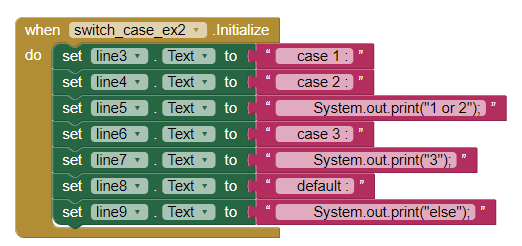 when switch_case_ex2 .Initialize
do set line3 . Text to " case 1 : "
set line4 . Text to " case 2 : "
set line5 . Text to " System.out.print("1 or 2"); "
set line6 . Text to " case 3 : "
set line7 . Text to " System.out.print("3"); "
set line8 . Text to " default : "
set line9 . Text to " System.out.print("else"); "